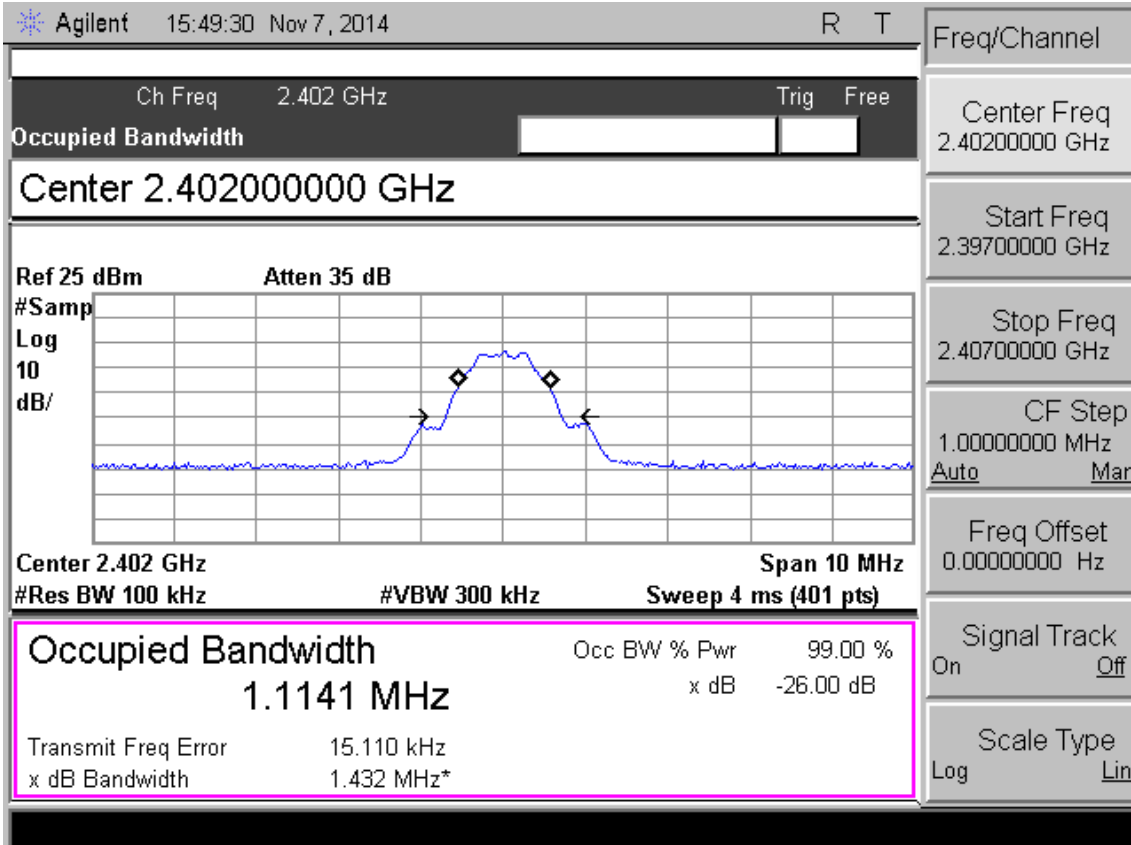 Agilent 15:49:30 Nov 7, 2014 R T
Ch Freq 2.402 GHz Trig Free
Occupied Bandwidth
Center 2.402000000 GHz
Ref 25 dBm Atten 35 dB
#Samp
Log
10
dB/
Center 2.402 GHz Span 10 MHz
#Res BW 100 kHz #VBW 300 kHz Sweep 4 ms (401 pts)
Occupied Bandwidth Occ BW % Pwr 99.00 %
1.1141 MHz x dB -26.00 dB
Transmit Freq Error 15.110 kHz
x dB Bandwidth 1.432 MHz*
Freq/Channel
Center Freq
2.40200000 GHz
Start Freq
2.39700000 GHz
Stop Freq
2.40700000 GHz
CF Step
1.00000000 MHz
Auto Man
Freq Offset
0.00000000 Hz
Signal Track
On Off
Scale Type
Log Lin